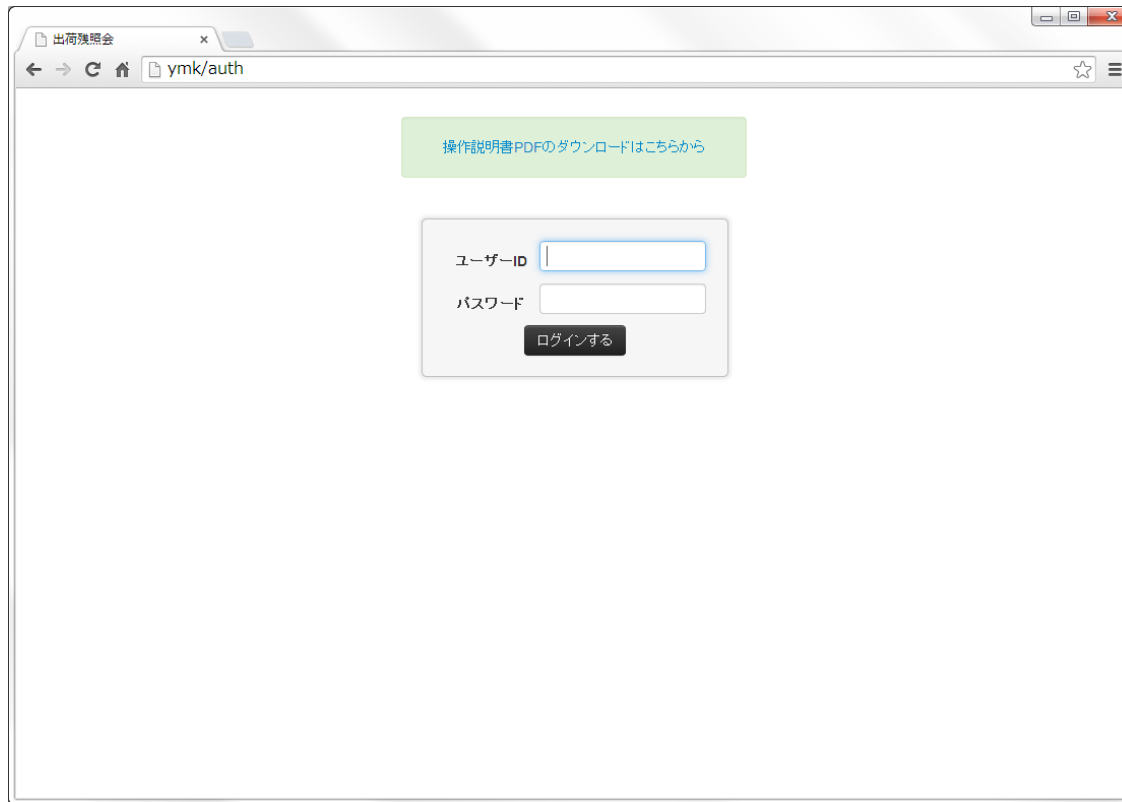 出荷残照会
ymk/auth
操作説明書PDFのダウンロードはこちらから
ユーザーID
パスワード
ログインする